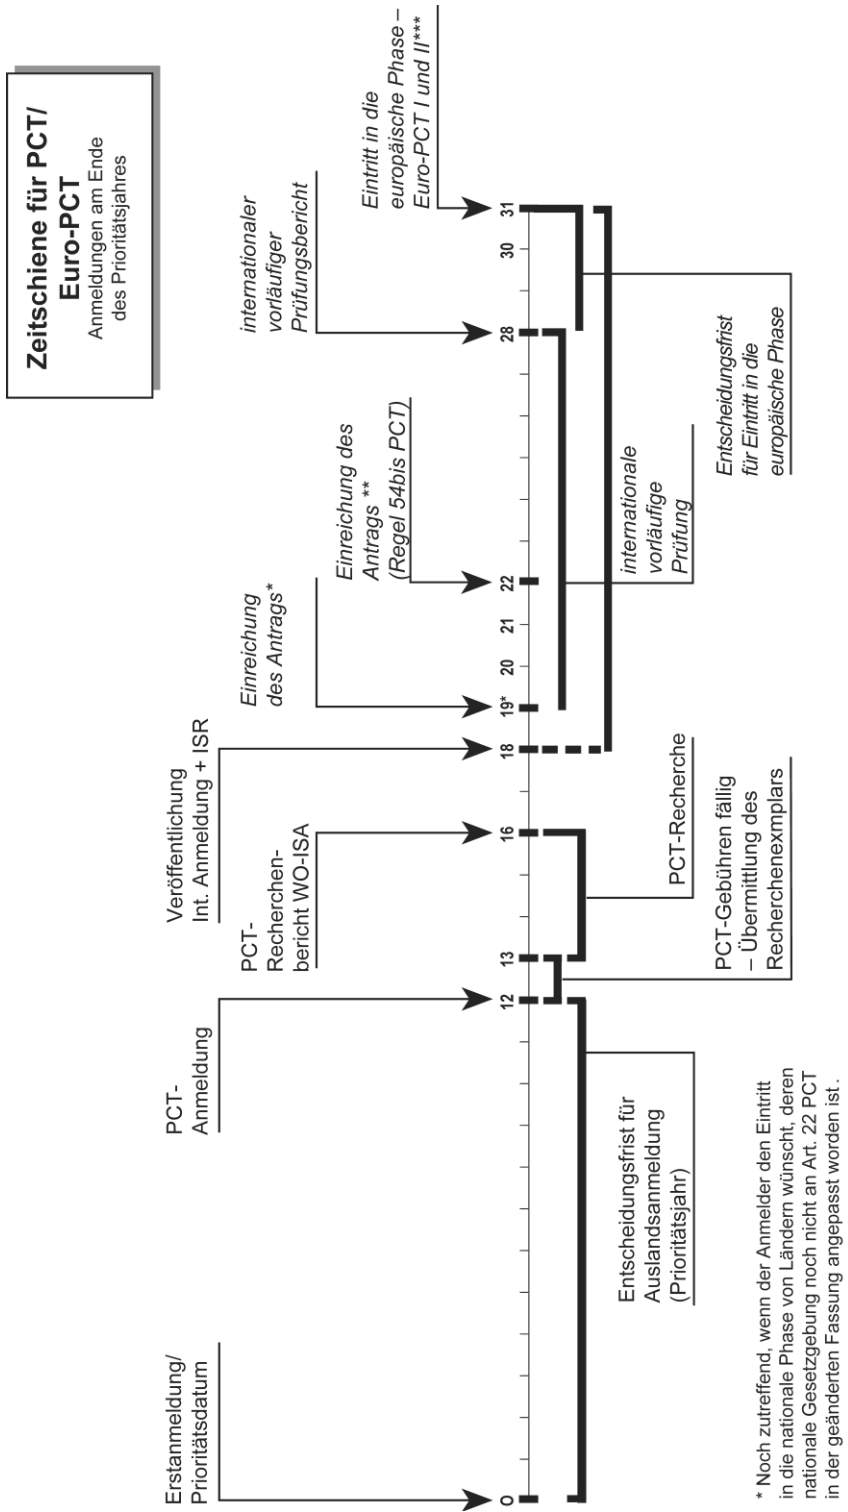 Zeitschiene für PCT/
Euro-PCT
Anmeldungen am Ende
des Prioritätsjahres
Erstanmeldung/
Prioritätsdatum
PCT-
Anmeldung
PCT-
Recherchen-
bericht WO-ISA
Veröffentlichung
Int. Anmeldung + ISR
Einreichung
des Antrags*
Einreichung des
Antrags **
(Regel 54bis PCT)
internationaler
vorläufiger
Prüfungsbericht
Eintritt in die
europäische Phase –
Euro-PCT I und II***
0 12 13 16 18 19* 20 21 22 28 30 31
Entscheidungsfrist für
Auslandsanmeldung
(Prioritätsjahr)
PCT-Gebühren fällig
– Übermittlung des
Recherchenexmplars
PCT-Recherche
internationale
vorläufige
Prüfung
Entscheidungsfrist
für Eintritt in die
europäische Phase
* Noch zutreffend, wenn der Anmelder den Eintritt
in die nationale Phase von Ländern wünscht, deren
nationale Gesetzgebung noch nicht an Art. 22 PCT
in der geänderten Fassung angepasst worden ist.